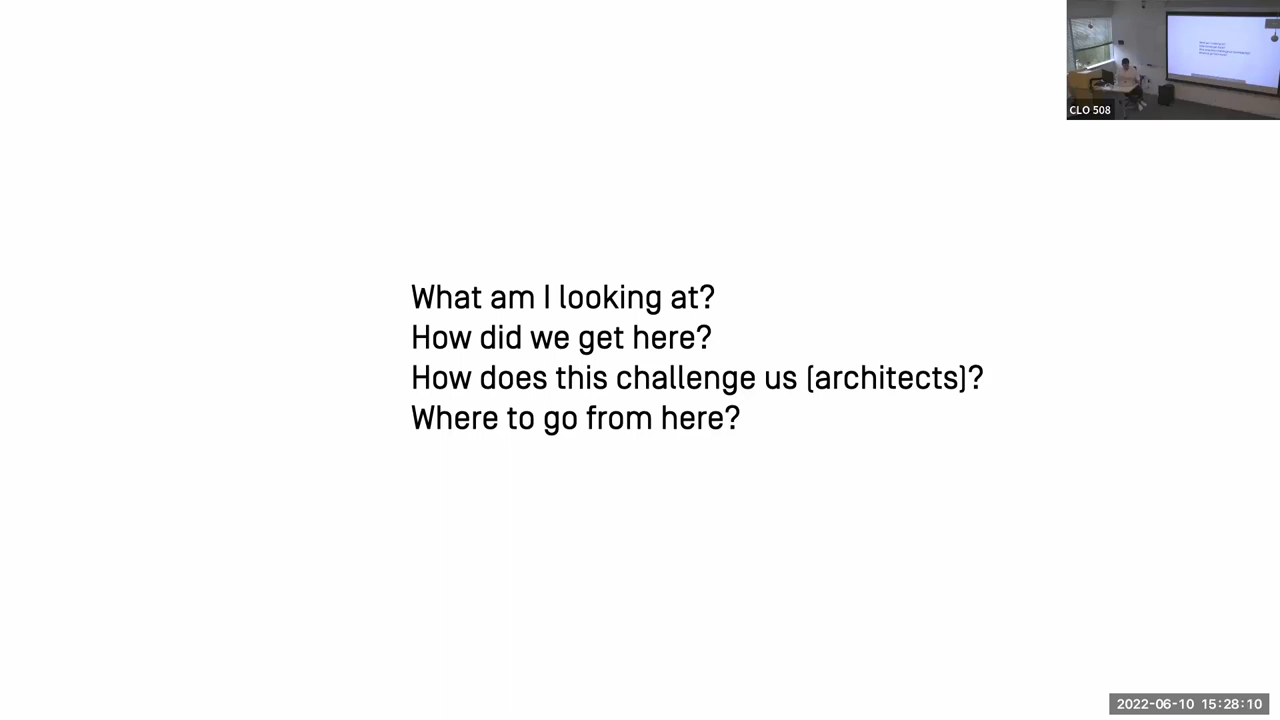 CLO 508
What am I looking at?
How did we get here?
How does this challenge us (architects)?
Where to go from here?
2022-06-10 15:28:10